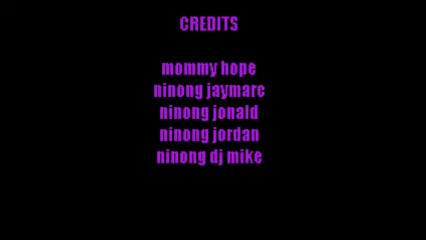 CREDITS
mommy hope
ninong jaymarc
ninong jonald
ninong jordan
ninong dj mike